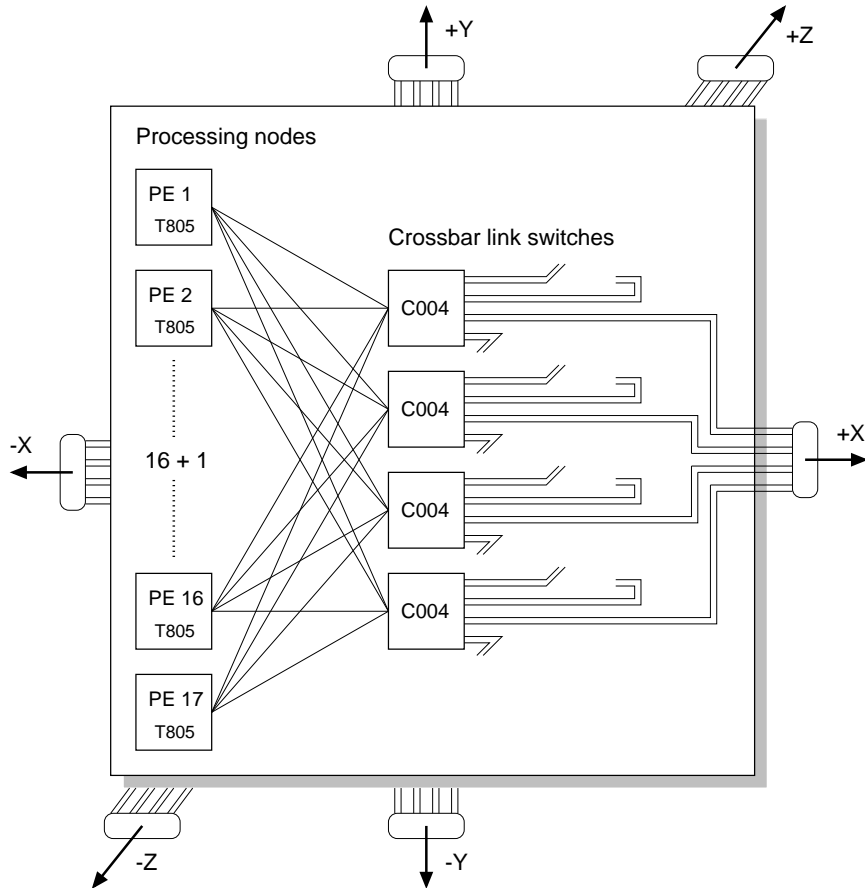 +Y
+Z
Processing nodes
PE 1
T805
Crossbar link switches
PE 2
T805
C004
C004
-X
16 + 1
+X
C004
PE 16
T805
C004
PE 17
T805
-Z
-Y